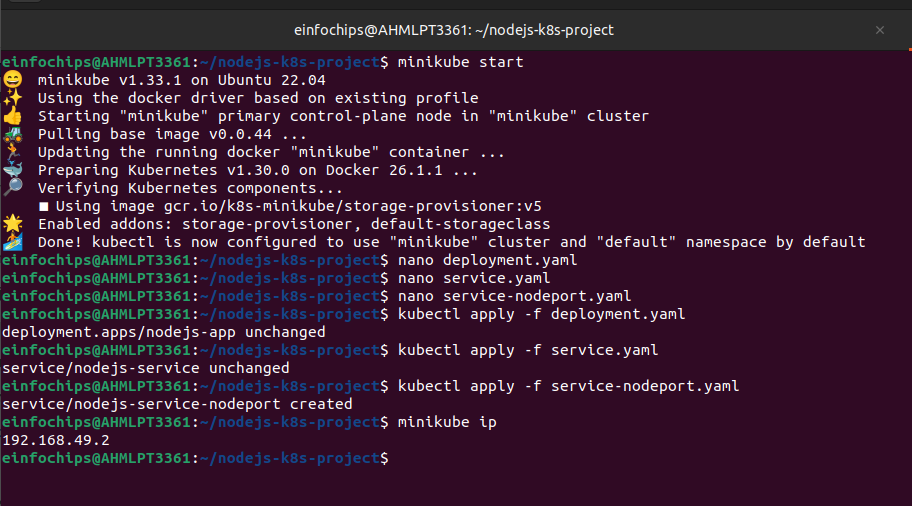 einfochips@AHMLPT3361: ~/nodejs-k8s-project
einfochips@AHMLPT3361:~/nodejs-k8s-project$ minikube start
😄 minikube v1.33.1 on Ubuntu 22.04
✨ Using the docker driver based on existing profile
👍 Starting "minikube" primary control-plane node in "minikube" cluster
🚜 Pulling base image v0.0.44 ...
🏃 Updating the running docker "minikube" container ...
🐳 Preparing Kubernetes v1.30.0 on Docker 26.1.1 ...
🔎 Verifying Kubernetes components...
▪ Using image gcr.io/k8s-minikube/storage-provisioner:v5
🌟 Enabled addons: storage-provisioner, default-storageclass
🏄 Done! kubectl is now configured to use "minikube" cluster and "default" namespace by default
einfochips@AHMLPT3361:~/nodejs-k8s-project$ nano deployment.yaml
einfochips@AHMLPT3361:~/nodejs-k8s-project$ nano service.yaml
einfochips@AHMLPT3361:~/nodejs-k8s-project$ nano service-nodeport.yaml
einfochips@AHMLPT3361:~/nodejs-k8s-project$ kubectl apply -f deployment.yaml
deployment.apps/nodejs-app unchanged
einfochips@AHMLPT3361:~/nodejs-k8s-project$ kubectl apply -f service.yaml
service/nodejs-service unchanged
einfochips@AHMLPT3361:~/nodejs-k8s-project$ kubectl apply -f service-nodeport.yaml
service/nodejs-service-nodeport created
einfochips@AHMLPT3361:~/nodejs-k8s-project$ minikube ip
192.168.49.2
einfochips@AHMLPT3361:~/nodejs-k8s-project$